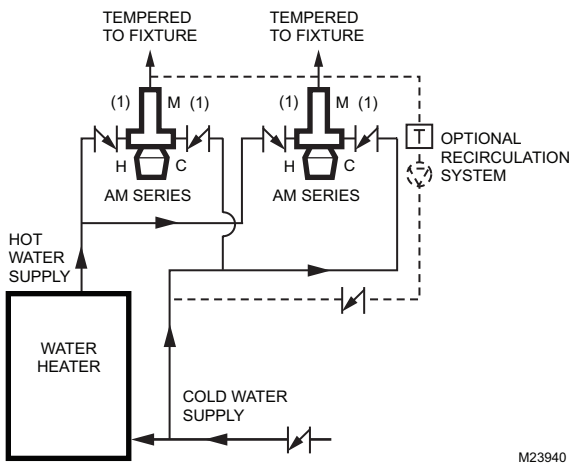 TEMPERED
TO FIXTURE
TEMPERED
TO FIXTURE
(1) M (1)
(1) M (1)
T
OPTIONAL
RECIRCULATION
SYSTEM
H C
H C
AM SERIES
AM SERIES
HOT
WATER
SUPPLY
WATER
HEATER
COLD WATER
SUPPLY
M23940